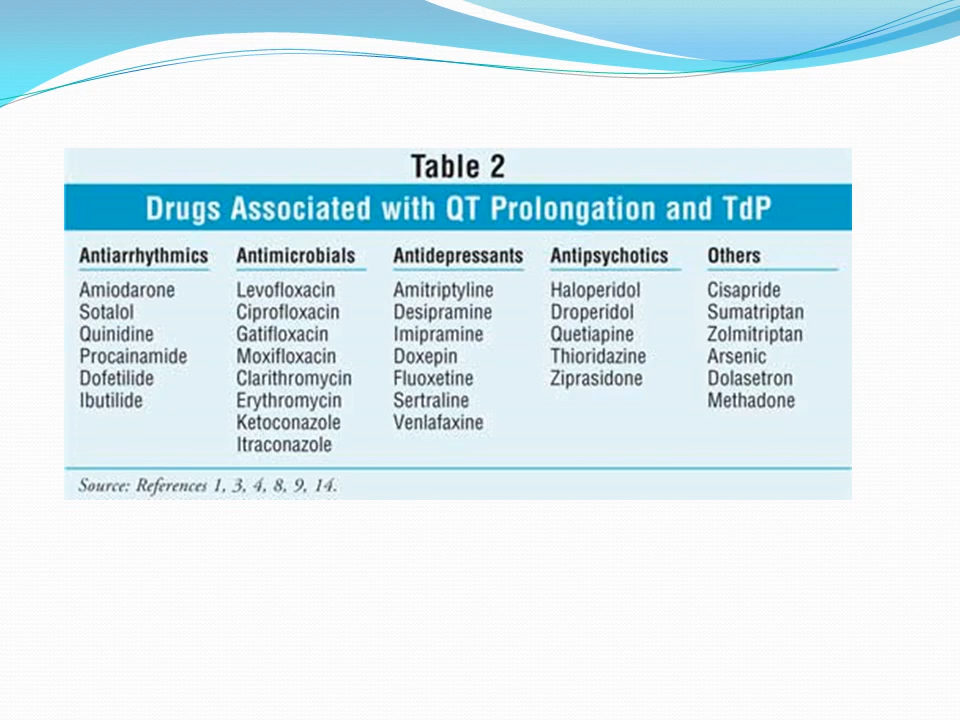 Table 2
Drugs Associated with QT Prolongation and TdP
Antiarrhythmics
Amiodarone
Sotalol
Quinidine
Procainamide
Dofetilide
Ibutilide
Antimicrobials
Levofloxacin
Ciprofloxacin
Gatifloxacin
Moxifloxacin
Clarithromycin
Erythromycin
Ketoconazole
Itraconazole
Antidepressants
Amitriptyline
Desipramine
Imipramine
Doxepin
Fluoxetine
Sertraline
Venlafaxine
Antipsychotics
Haloperidol
Droperidol
Quetiapine
Thioridazine
Ziprasidone
Others
Cisapride
Sumatriptan
Zolmitriptan
Arsenic
Dolasetron
Methadone
Source: References 1, 3, 4, 8, 9, 14.